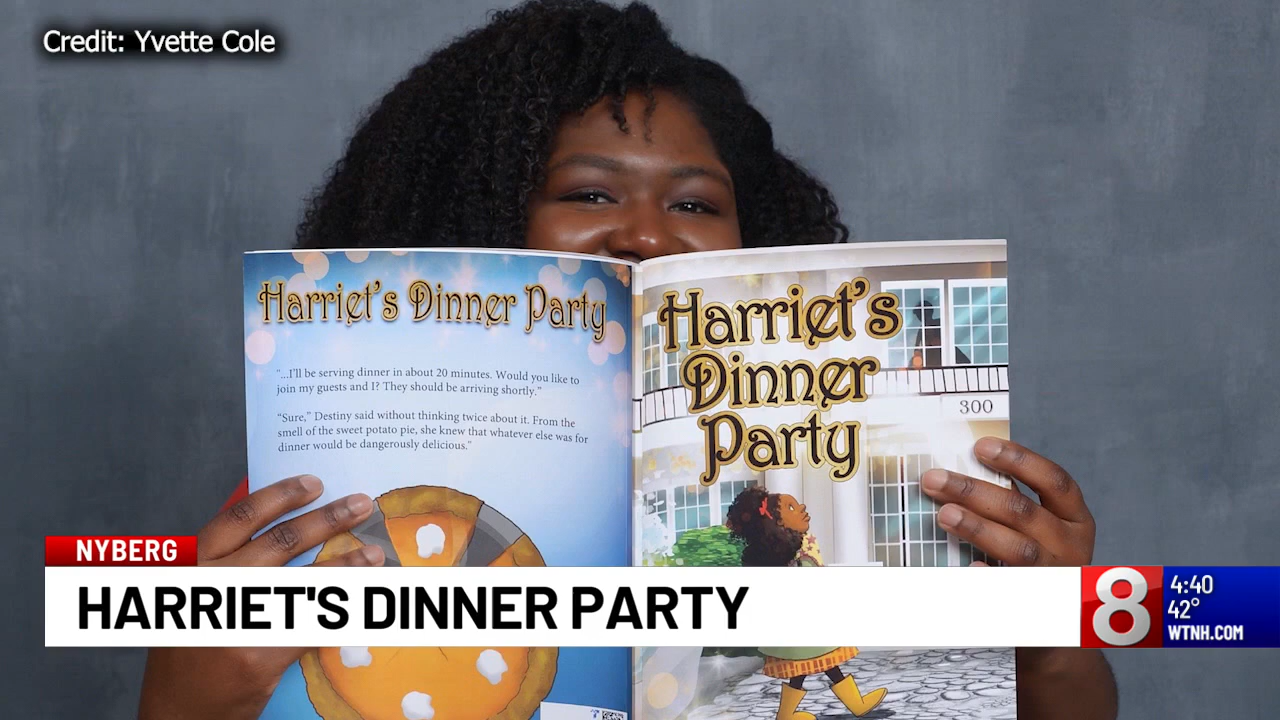 Credit: Yvette Cole
Harriet's Dinner Party
"...I'll be serving dinner in about 20 minutes. Would you like to
join my guests and I? They should be arriving shortly."
"Sure," Destiny said without thinking twice about it. From the
smell of the sweet potato pie, she knew that whatever else was for
dinner would be dangerously delicious."
Harriet's
Dinner
Party
300
NYBERG
HARRIET'S DINNER PARTY
8
4:40
42°
WTNH.COM